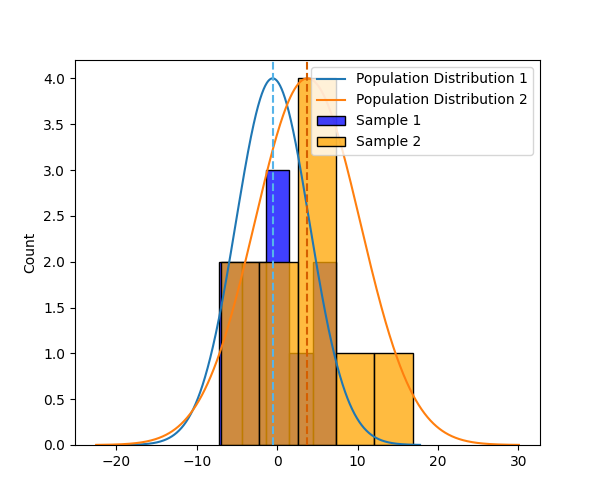 Population Distribution 1
Population Distribution 2
Sample 1
Sample 2
Count
4.0
3.5
3.0
2.5
2.0
1.5
1.0
0.5
0.0
−20 −10 0 10 20 30